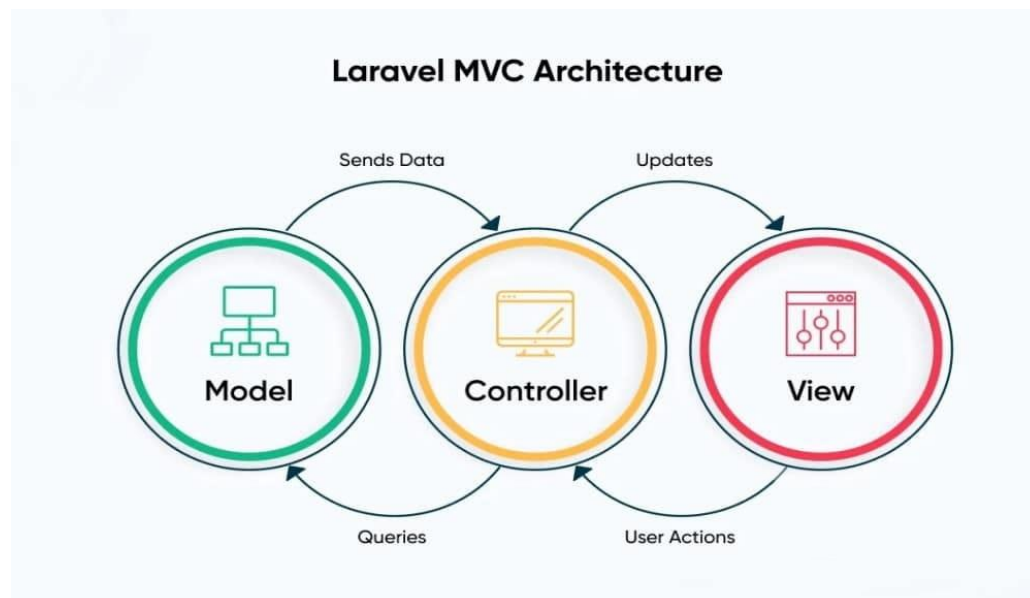 Laravel MVC Architecture
Sends Data
Updates
Model
Controller
View
Queries
User Actions